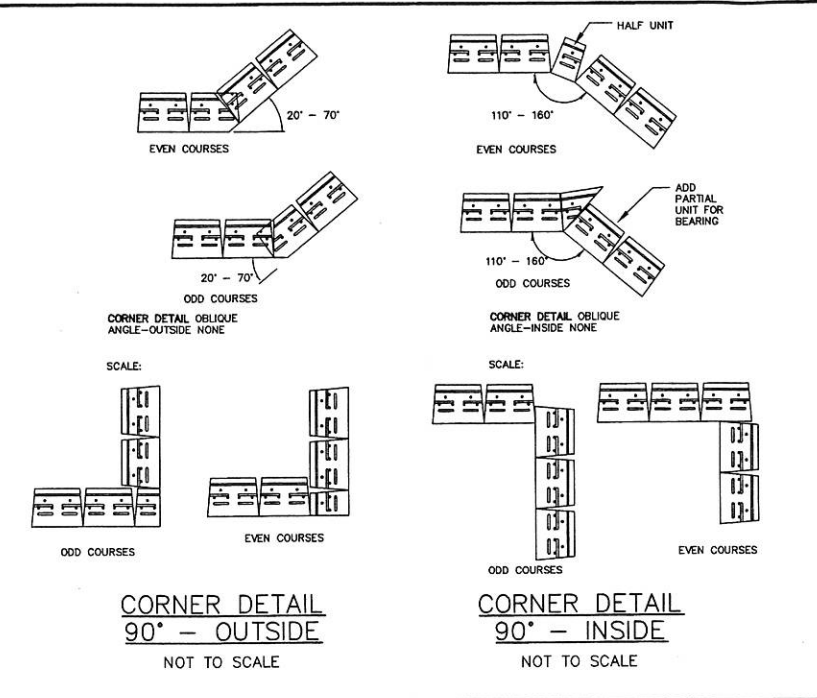 HALF UNIT
20° - 70°
EVEN COURSES
110° - 160°
EVEN COURSES
20° - 70°
ODD COURSES
CORNER DETAIL OBLIQUE
ANGLE-OUTSIDE NONE
SCALE:
ADD
PARTIAL
UNIT FOR
BEARING
110° - 160°
ODD COURSES
CORNER DETAIL OBLIQUE
ANGLE-INSIDE NONE
SCALE:
ODD COURSES
EVEN COURSES
CORNER DETAIL
90° - OUTSIDE
NOT TO SCALE
ODD COURSES
EVEN COURSES
CORNER DETAIL
90° - INSIDE
NOT TO SCALE